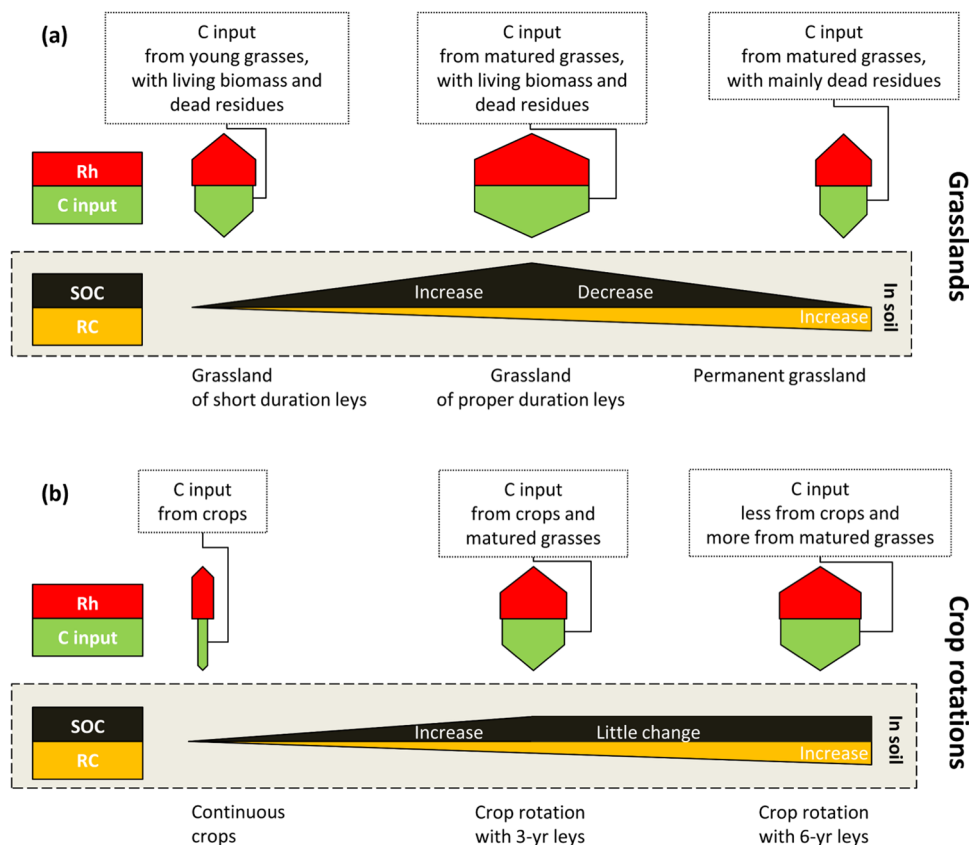 (a)
C input
from young grasses,
with living biomass and
dead residues
C input
from matured grasses,
with living biomass and
dead residues
C input
from matured grasses,
with mainly dead residues
Rh
C input
Grasslands
SOC
RC
Increase
Decrease
Increase
In soil
Grassland
of short duration leys
Grassland
of proper duration leys
Permanent grassland
(b)
C input
from crops
C input
from crops and
matured grasses
C input
less from crops and
more from matured grasses
Rh
C input
Crop rotations
SOC
RC
Increase
Little change
Increase
In soil
Continuous
crops
Crop rotation
with 3-yr leys
Crop rotation
with 6-yr leys